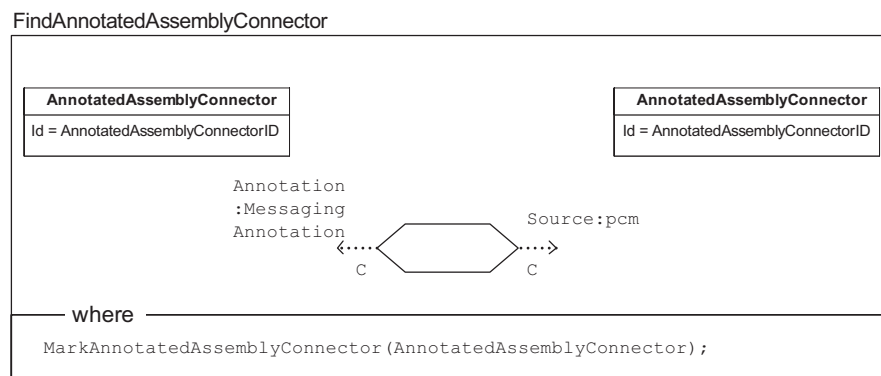 FindAnnotatedAssemblyConnector
AnnotatedAssemblyConnector
Id = AnnotatedAssemblyConnectorID
AnnotatedAssemblyConnector
Id = AnnotatedAssemblyConnectorID
Annotation
:Messaging
Annotation
C
Source:pcm
C
where
MarkAnnotatedAssemblyConnector(AnnotatedAssemblyConnector);